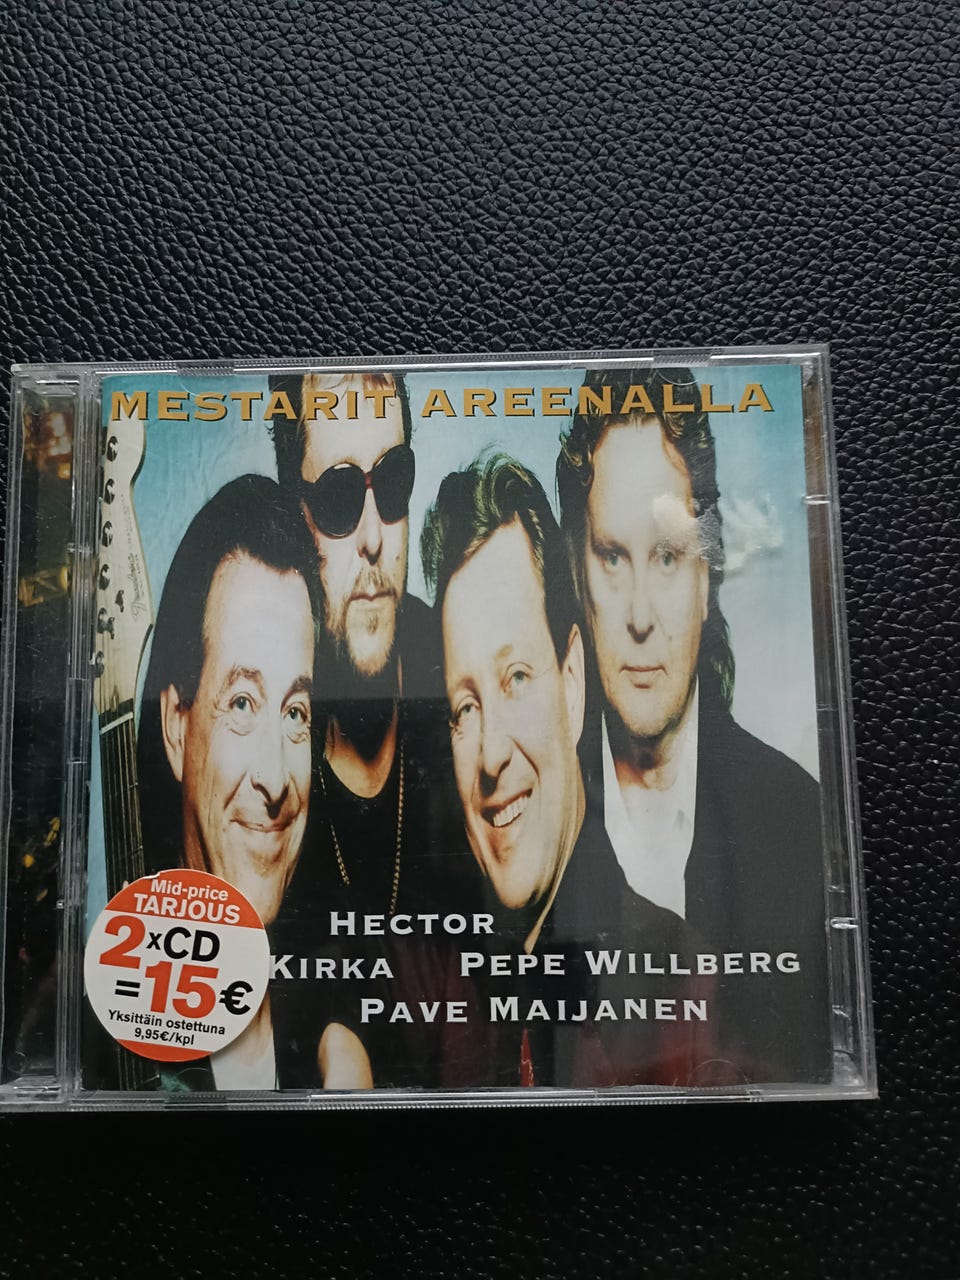 MESTARIT AREENALLA
HECTOR
KIRKA PEPE WILLBERG
PAVE MAIJANEN
Mid-price
TARJOUS
2xCD
=15€
Yksittäin ostettuna
9,95€/kpl